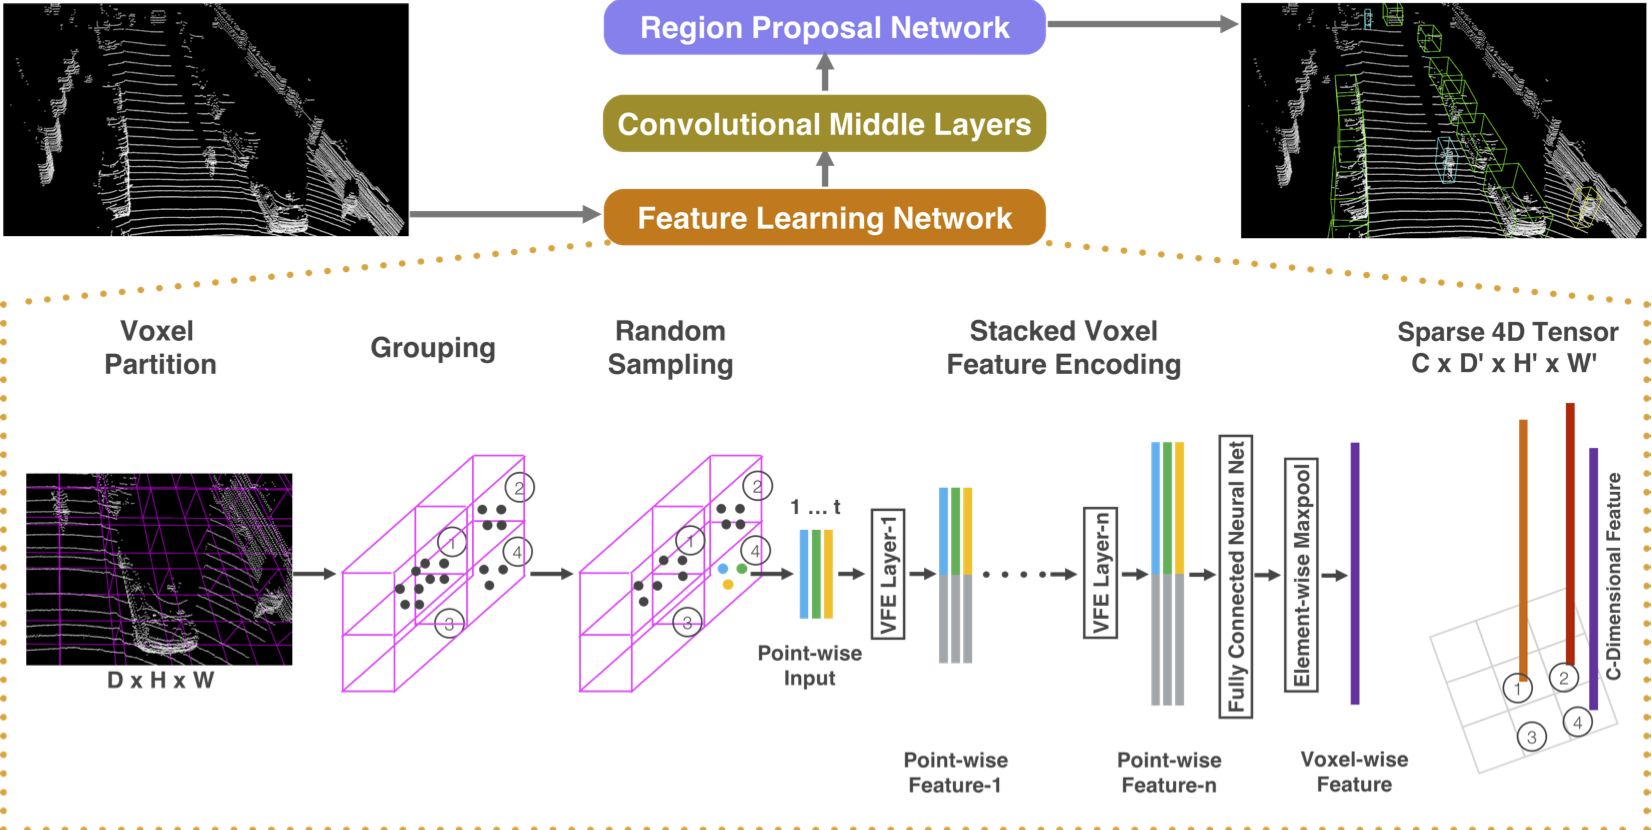 Region Proposal Network
Convolutional Middle Layers
Feature Learning Network
Voxel
Partition
Grouping
Random
Sampling
Stacked Voxel
Feature Encoding
Sparse 4D Tensor
C x D' x H' x W'
D x H x W
1
2
3
4
1
2
3
4
1 ... t
Point-wise
Input
VFE Layer-1
Point-wise
Feature-1
VFE Layer-n
Point-wise
Feature-n
Fully Connected Neural Net
Element-wise Maxpool
Voxel-wise
Feature
C-Dimensional Feature
1
2
3
4